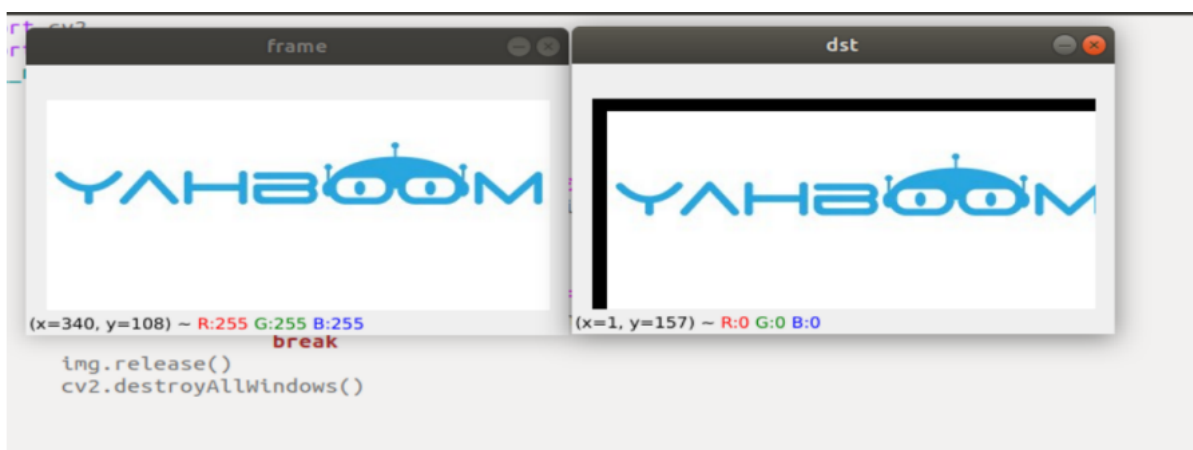 frame
dst
YAHBOOM
YAHBOOM
(x=340, y=108) ~ R:255 G:255 B:255
(x=1, y=157) ~ R:0 G:0 B:0
break
img.release()
cv2.destroyAllWindows()